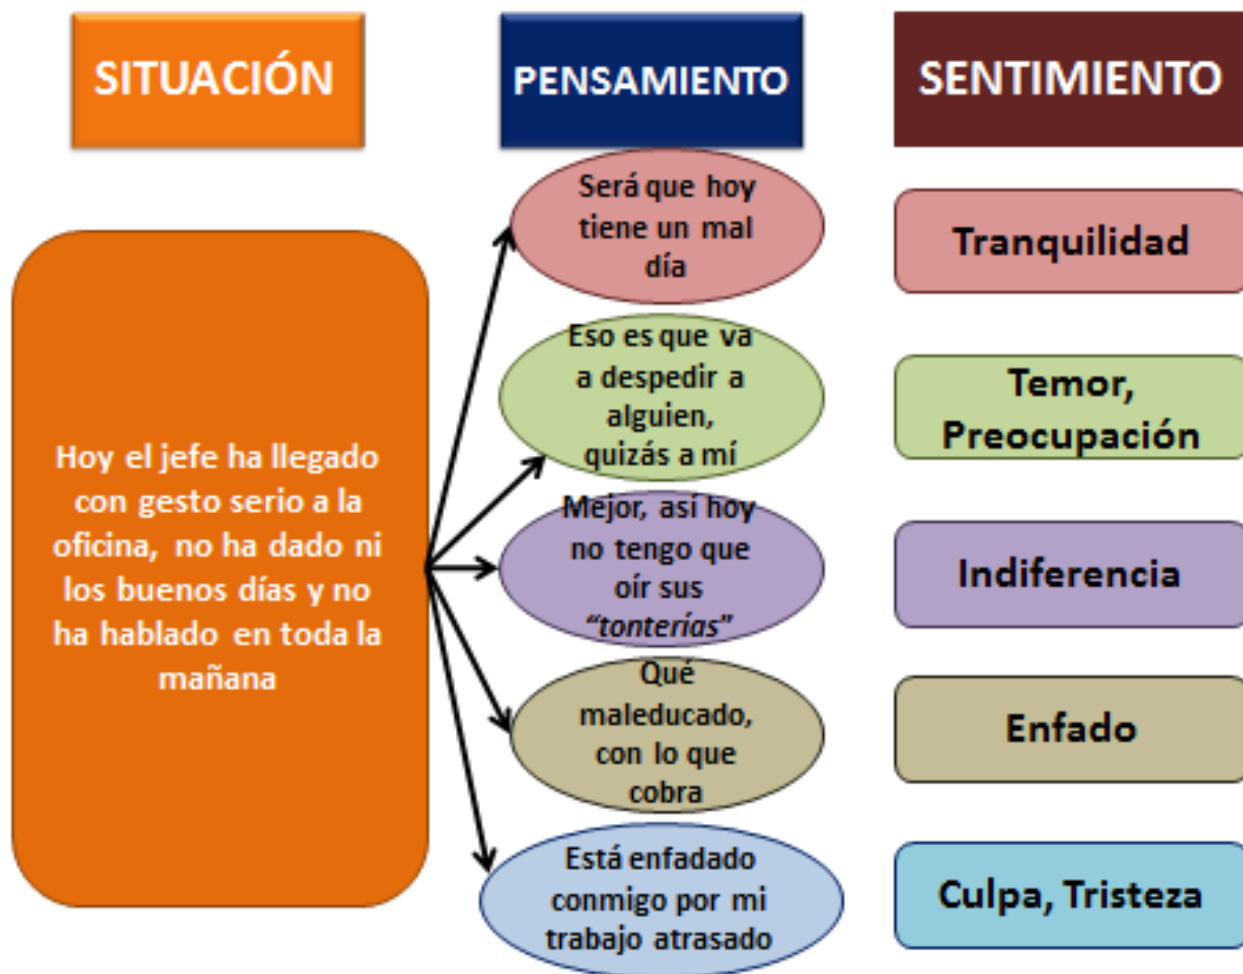 SITUACIÓN
PENSAMIENTO
SENTIMIENTO
Hoy el jefe ha llegado
con gesto serio a la
oficina, no ha dado ni
los buenos días y no
ha hablado en toda la
mañana
Será que hoy
tiene un mal
día
Tranquilidad
Eso es que va
a despedir a
alguien,
quizás a mí
Temor,
Preocupación
Mejor, así hoy
no tengo que
oír sus
“tonterías”
Indiferencia
Qué
maleducado,
con lo que
cobra
Enfado
Está enfadado
conmigo por mi
trabajo atrasado
Culpa, Tristeza